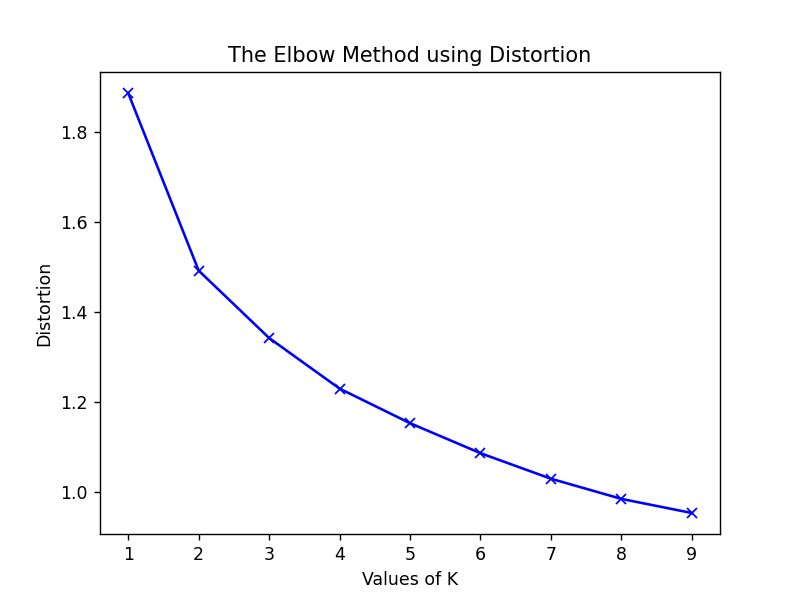 The Elbow Method using Distortion
Distortion
1.8
1.6
1.4
1.2
1.0
1 2 3 4 5 6 7 8 9
Values of K